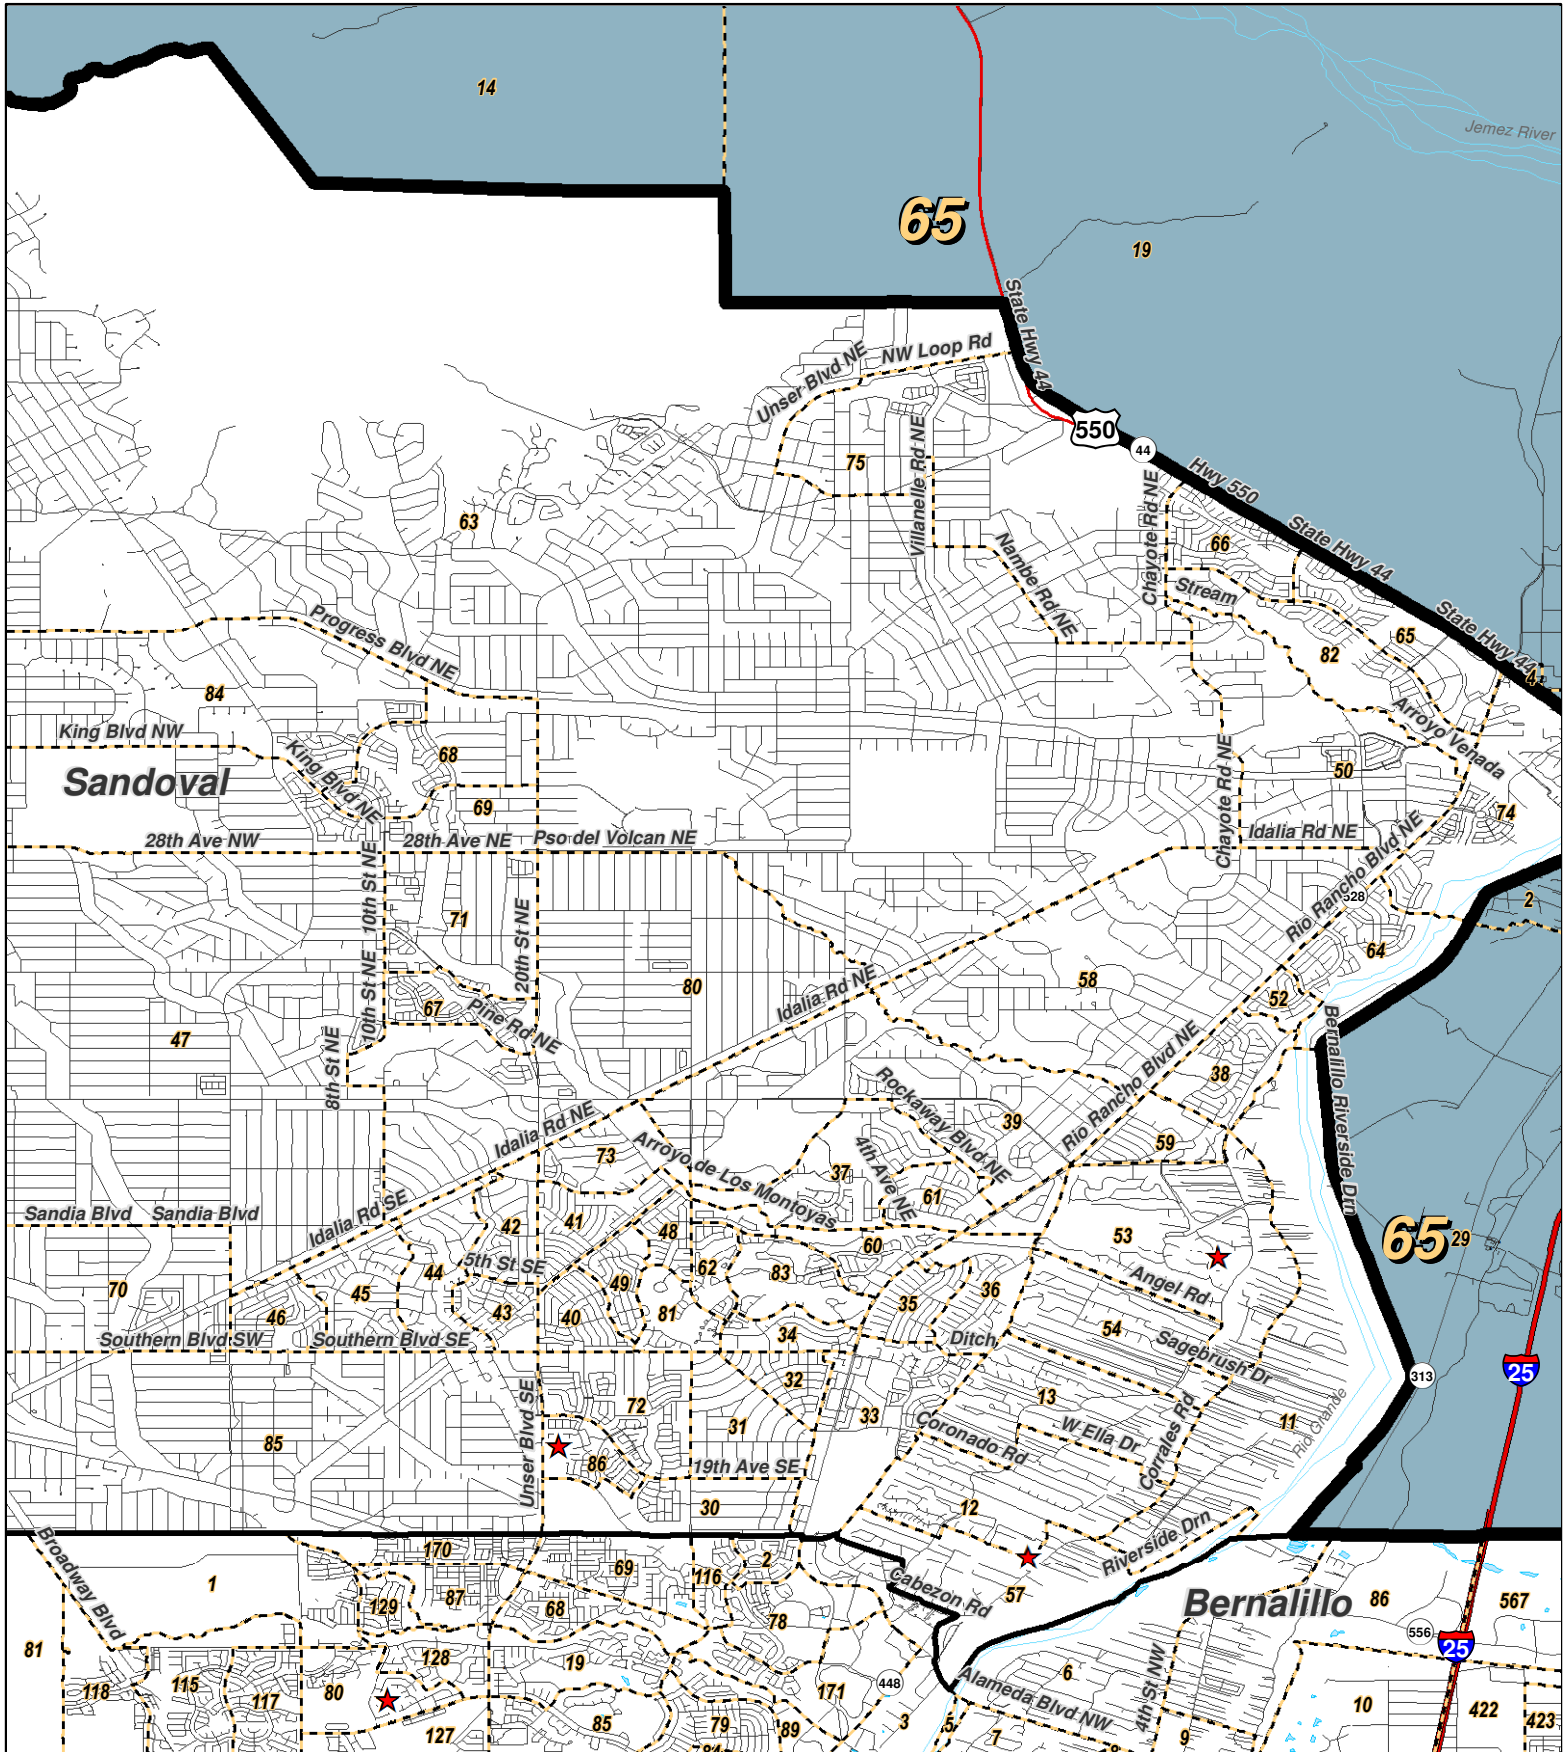 14
Jemez River
65
19
State Hwy 44
NW Loop Rd
Unser Blvd NE
550
44
75
Villanelle Rd NE
Hwy 550
Chayote Rd NE
63
66
State Hwy 44
Nambe Rd NE
Stream
State Hwy 44
Progress Blvd NE
65
82
4
84
King Blvd NW
Arroyo Venada
68
King Blvd NE
Sandoval
50
Chayote Rd NE
69
74
28th Ave NW
28th Ave NE
Pso del Volcan NE
Idalia Rd NE
10th St NE
Rio Rancho Blvd NE
528
2
71
20th St NE
64
10th St NE
80
Idalia Rd NE
58
52
67
Pine Rd NE
47
8th St NE
Bernalillo Riverside Drn
Rio Rancho Blvd NE
38
Rockaway Blvd NE
39
Idalia Rd NE
59
73
Arroyo de Los Montoyas
4th Ave NE
37
61
Sandia Blvd
Sandia Blvd
Idalia Rd SE
42
41
48
60
53
65
29
5th St SE
44
62
83
Angel Rd
70
45
43
49
40
81
35
36
46
34
54
Southern Blvd SW
Southern Blvd SE
Ditch
Sagebrush Dr
25
313
32
72
Unser Blvd SE
13
33
31
Coronado Rd
W Ella Dr
Corrales Rd
11
Rio Grande
85
86
19th Ave SE
30
12
Riverside Drn
Broadway Blvd
170
2
69
116
1
129
87
68
Cabezon Rd
57
78
Bernalillo
86
567
556
25
81
128
19
6
4th St NW
118
115
117
80
171
448
Alameda Blvd NW
10
422
423
127
85
79
89
3
5
7
9
84
8